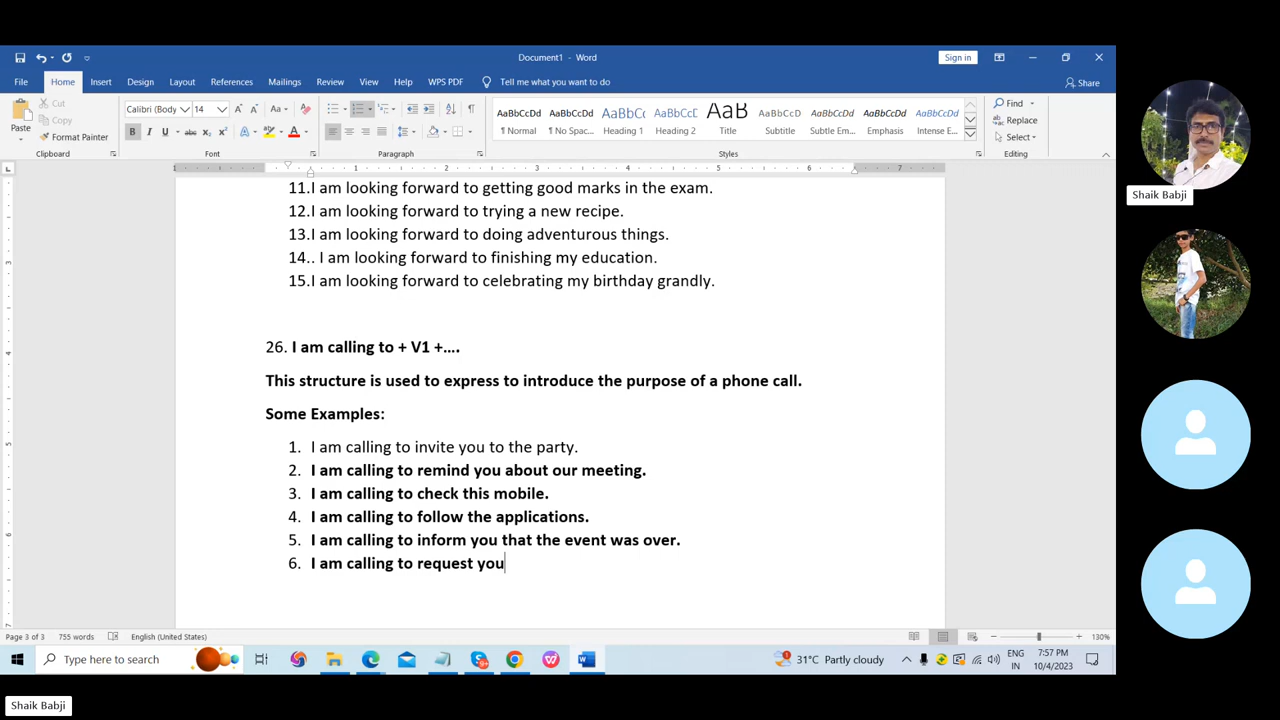 Document1 - Word
Sign in
File Home Insert Design Layout References Mailings Review View Help WPS PDF Tell me what you want to do Share
Paste
Cut
Copy
Format Painter
Clipboard
Calibri (Body 14
Font
Paragraph
AaBbCcDd AaBbCcDd AaBbCc AaBbCcC AaB AaBbCcDd AaBbCcDd AaBbCcDd AaBbCcDd
¶ Normal ¶ No Spac... Heading 1 Heading 2 Title Subtitle Subtle Em... Emphasis Intense E...
Styles
Find
Replace
Select
Editing
11.I am looking forward to getting good marks in the exam.
12.I am looking forward to trying a new recipe.
13.I am looking forward to doing adventurous things.
14.. I am looking forward to finishing my education.
15.I am looking forward to celebrating my birthday grandly.
26. I am calling to + V1 +….
This structure is used to express to introduce the purpose of a phone call.
Some Examples:
1. I am calling to invite you to the party.
2. I am calling to remind you about our meeting.
3. I am calling to check this mobile.
4. I am calling to follow the applications.
5. I am calling to inform you that the event was over.
6. I am calling to request you
Page 3 of 3 755 words English (United States) 130%
Type here to search
31°C Partly cloudy
ENG
IN
7:57 PM
10/4/2023
Shaik Babji
Shaik Babji